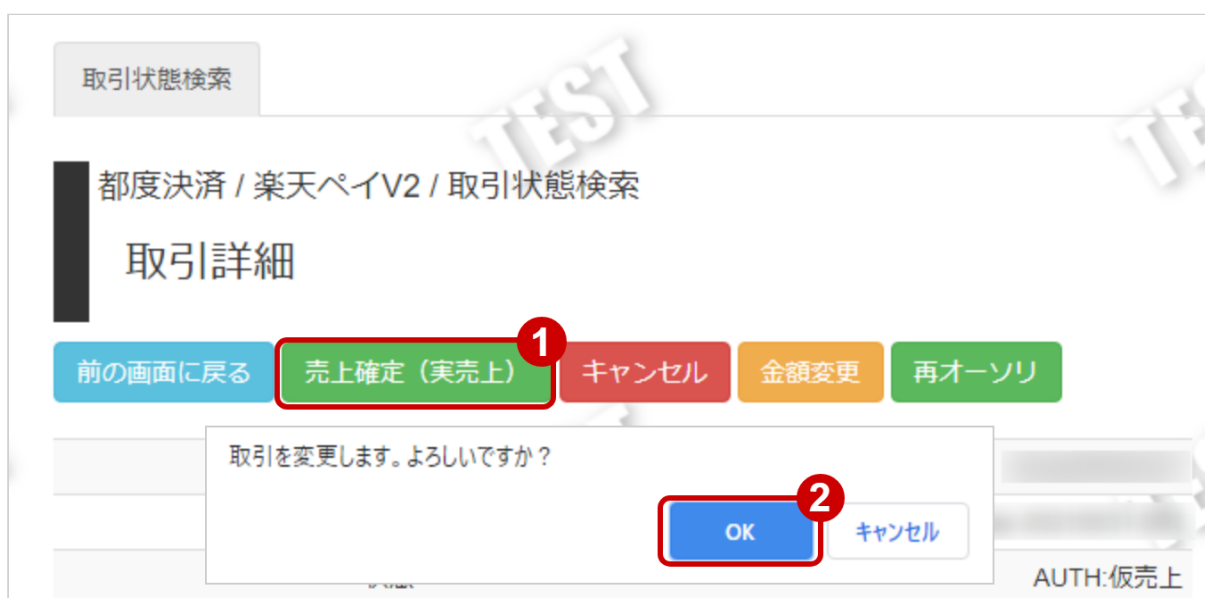 取引状態検索
TEST
TES
都度決済 / 楽天ペイV2 / 取引状態検索
取引詳細
1
前の画面に戻る 売上確定（実売上） キャンセル 金額変更 再オーソリ
取引を変更します。よろしいですか？
2
OK キャンセル
AUTH:仮売上